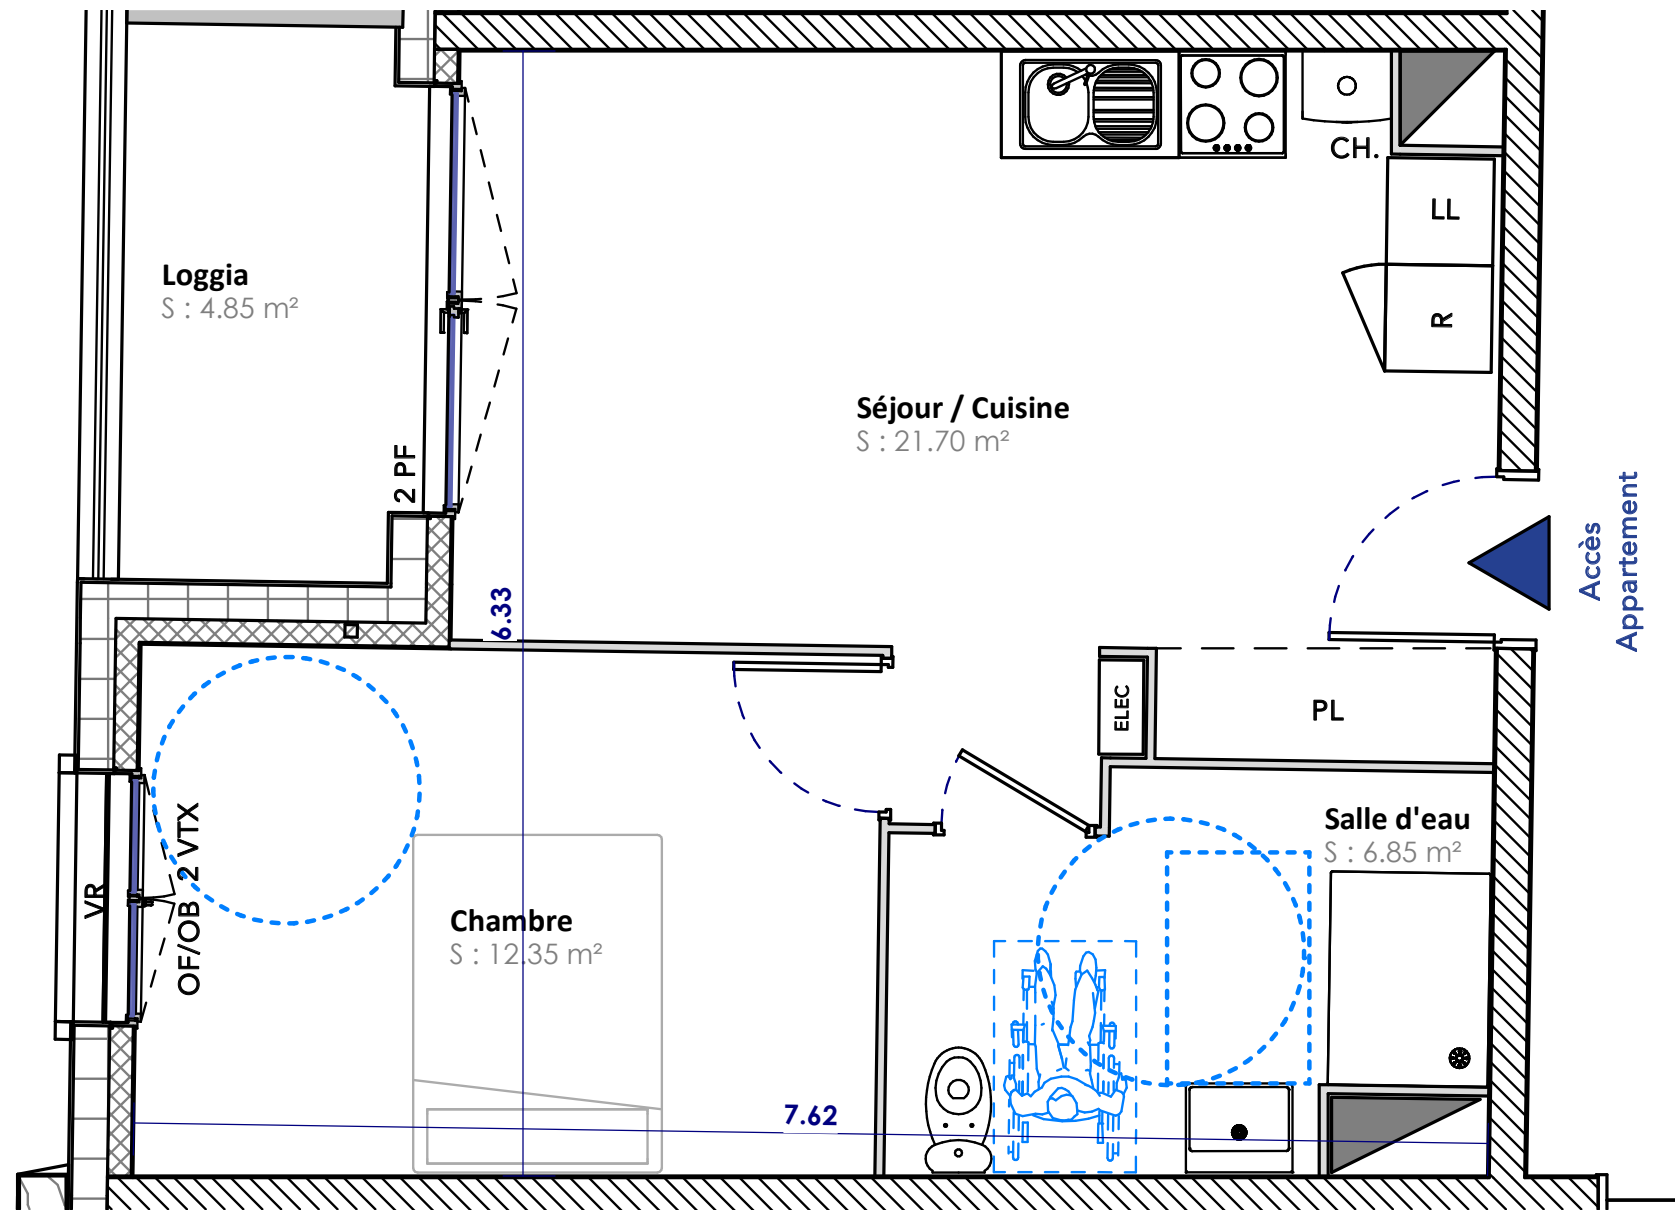 CH.
LL
Loggia
S : 4.85 m²
R
Séjour / Cuisine
S : 21.70 m²
2 PF
Accès
Appartement
6.33
ELEC
PL
Salle d'eau
S : 6.85 m²
VR
OF/OB 2 VTX
Chambre
S : 12.35 m²
7.62